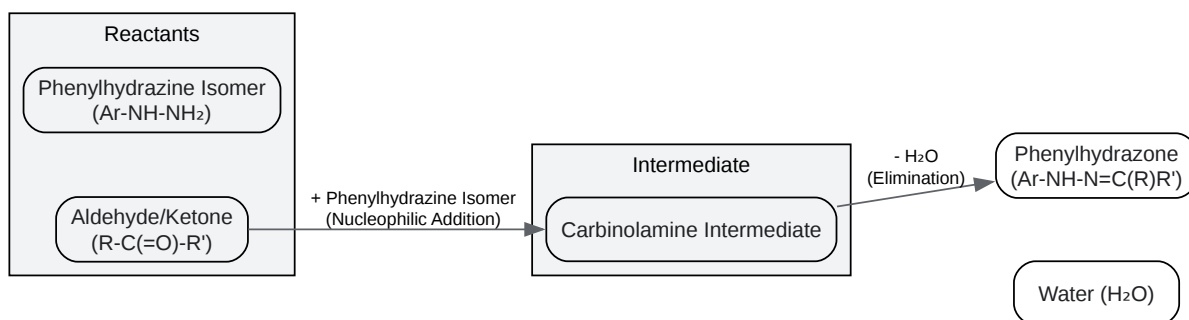 Reactants
Phenylhydrazine Isomer
(Ar-NH-NH₂)
Aldehyde/Ketone
(R-C(=O)-R')
+ Phenylhydrazine Isomer
(Nucleophilic Addition)
Intermediate
Carbinolamine Intermediate
- H₂O
(Elimination)
Phenylhydrazone
(Ar-NH-N=C(R)R')
Water (H₂O)